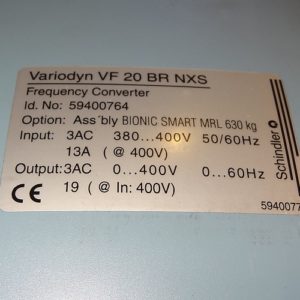 Variodyn VF 20 BR NXS
Frequency Converter
Id. No: 59400764
Option: Ass´bly BIONIC SMART MRL 630 kg
Input: 3AC 380...400V 50/60Hz
13A ( @ 400V)
Output: 3AC 0...400V 0...60Hz
19 ( @ In: 400V)
CE
Schindler
5940077